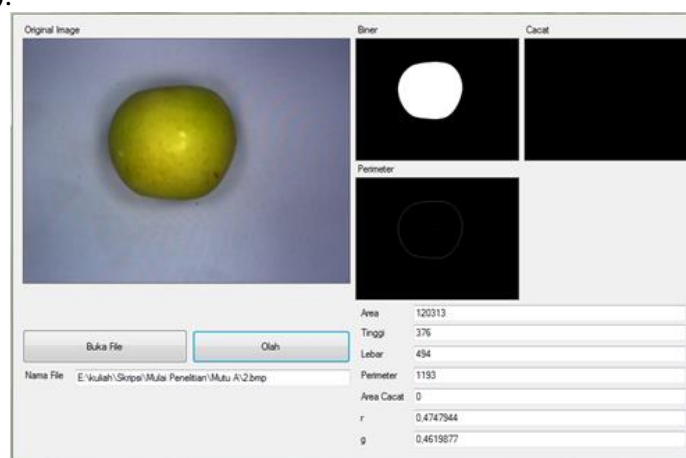 Original Image
Biner
Cacat
Perimeter
Area 120313
Tinggi 376
Lebar 494
Perimeter 1193
Area Cacat 0
r 0,4747944
g 0,4619877
Buka File
Olah
Nama File E:\kuliah\Skripsi\Mulai Penelitian\Mutu A\2.bmp